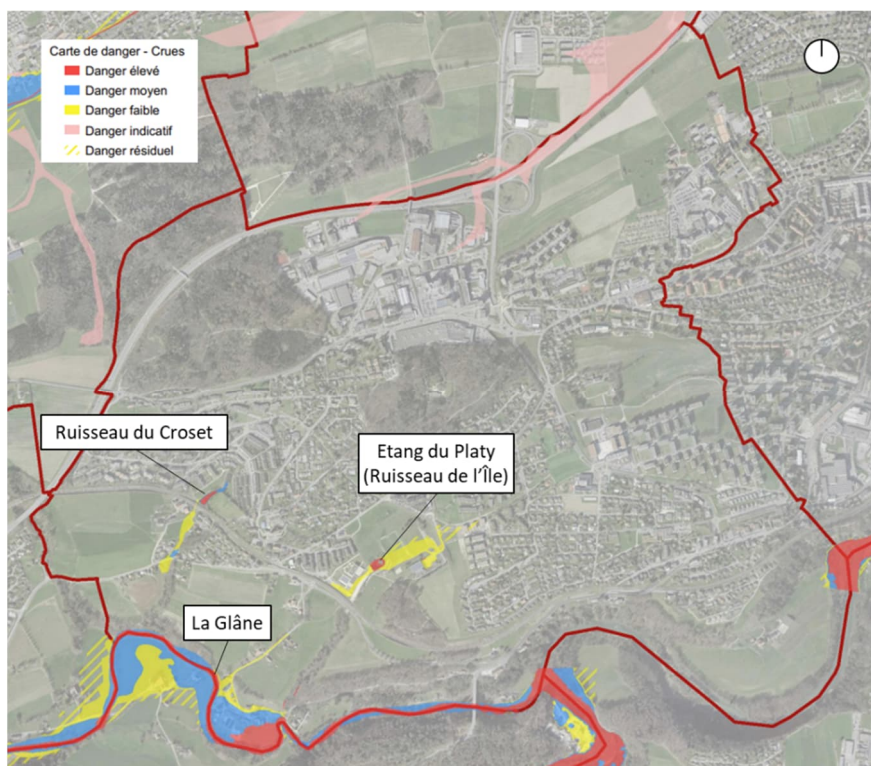 Carte de danger - Crues
Danger élevé
Danger moyen
Danger faible
Danger indicatif
Danger résiduel
Ruisseau du Croset
Etang du Platy
(Ruisseau de l'Île)
La Glâne